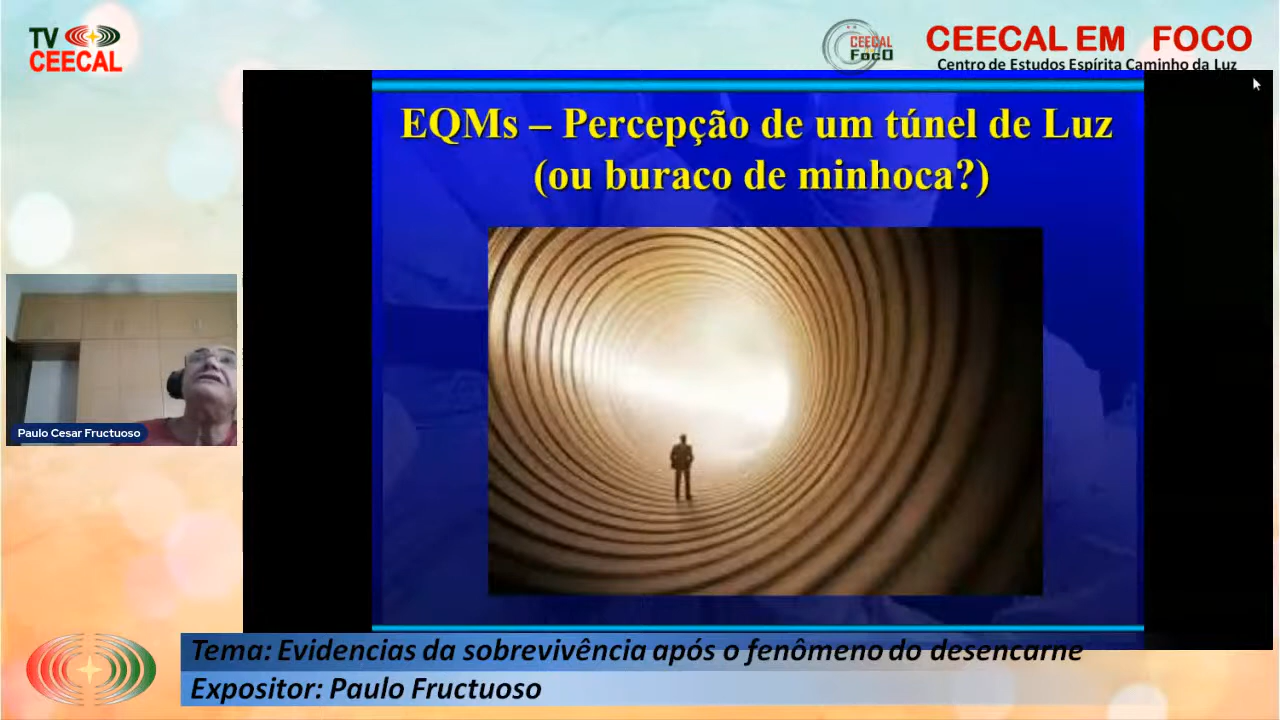 TV
CEECAL
CEECAL
FocO
CEECAL EM FOCO
Centro de Estudos Espírita Caminho da Luz
EQMs – Percepção de um túnel de Luz
(ou buraco de minhoca?)
Paulo Cesar Fructuoso
Tema: Evidencias da sobrevivência após o fenômeno do desencarne
Expositor: Paulo Fructuoso